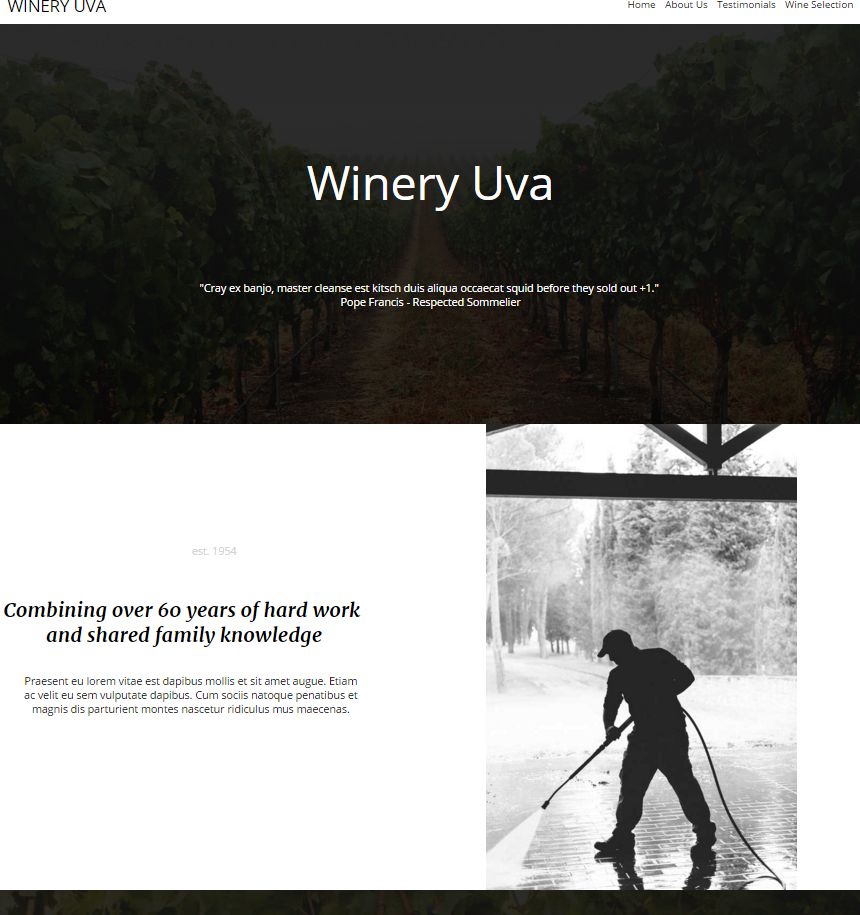 WINERY UVA
Home About Us Testimonials Wine Selection
Winery Uva
"Cray ex banjo, master cleanse est kitsch duis aliqua occaecat squid before they sold out +1."
Pope Francis - Respected Sommelier
est. 1954
Combining over 60 years of hard work
and shared family knowledge
Praesent eu lorem vitae est dapibus mollis et sit amet augue. Etiam
ac velit eu sem vulputate dapibus. Cum sociis natoque penatibus et
magnis dis parturient montes nascetur ridiculus mus maecenas.